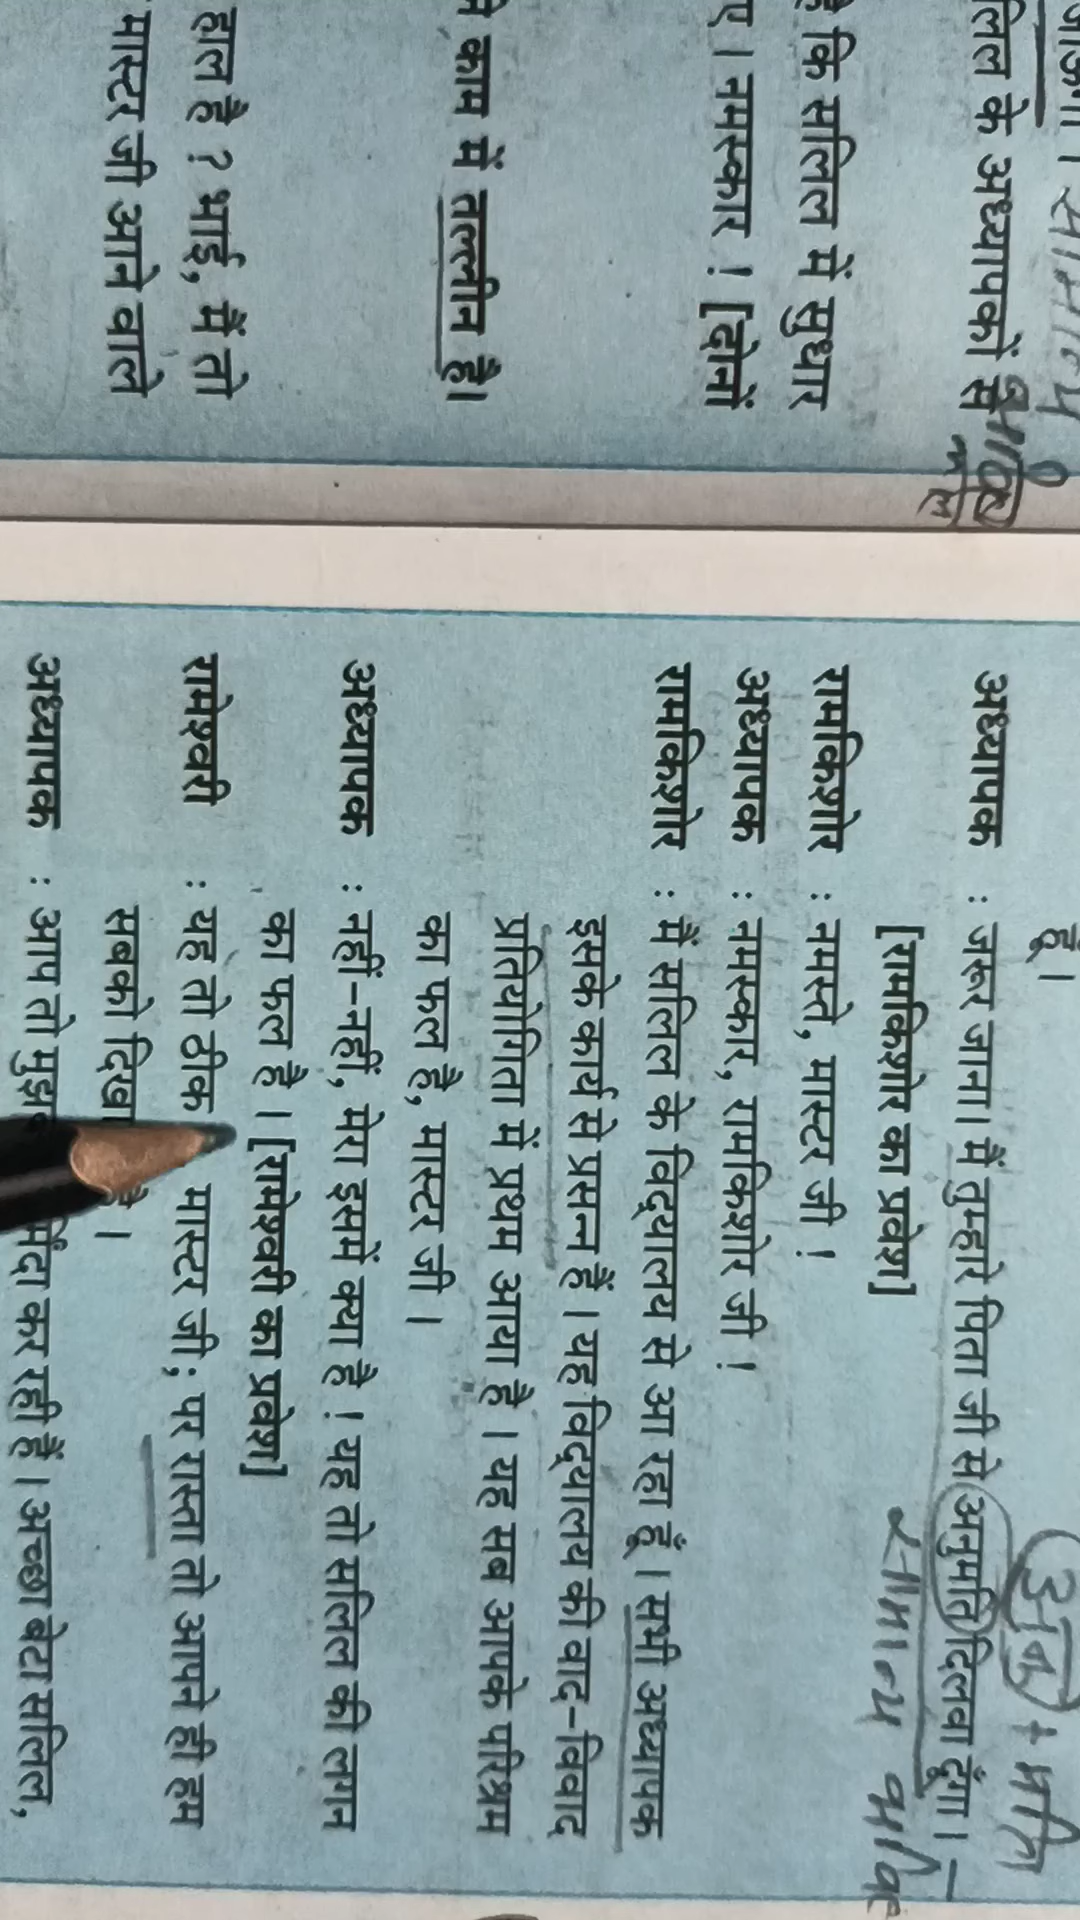 जाऊँगा । सामान्य
लिल के अध्यापकों से
है कि सलिल में सुधार
ए । नमस्कार ! [दोनों
काम में तल्लीन है।
हाल है ? भाई, मैं तो
मास्टर जी आने वाले
हूँ।
अनु + मति
अध्यापक : जरूर जाना। मैं तुम्हारे पिता जी से अनुमति दिलवा दूँगा।
सामान्य भविष्य
[रामकिशोर का प्रवेश]
रामकिशोर : नमस्ते, मास्टर जी !
अध्यापक : नमस्कार, रामकिशोर जी !
रामकिशोर : मैं सलिल के विद्यालय से आ रहा हूँ। सभी अध्यापक
इसके कार्य से प्रसन्न हैं। यह विद्यालय की वाद-विवाद
प्रतियोगिता में प्रथम आया है । यह सब आपके परिश्रम
का फल है, मास्टर जी ।
अध्यापक : नहीं-नहीं, मेरा इसमें क्या है ! यह तो सलिल की लगन
का फल है । [रामेश्वरी का प्रवेश]
रामेश्वरी : यह तो ठीक मास्टर जी; पर रास्ता तो आपने ही हम
सबको है ।
अध्यापक : आप तो कर रही हैं। अच्छा बेटा सलिल,